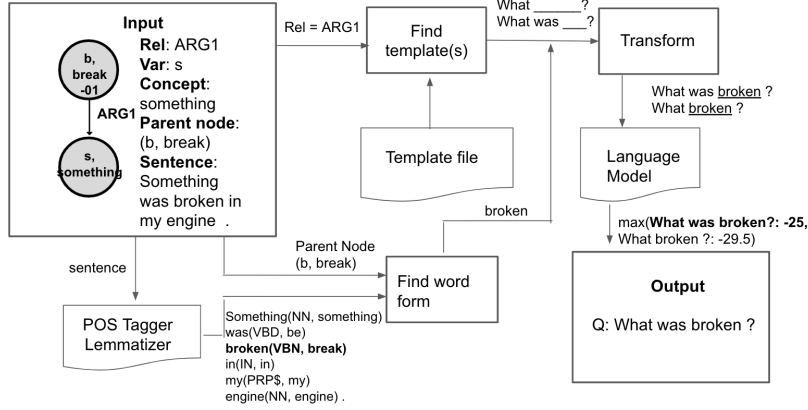 Input
b,
break
-01
ARG1
s,
something
Rel: ARG1
Var: s
Concept:
something
Parent node:
(b, break)
Sentence:
Something
was broken in
my engine .
Rel = ARG1
Find
template(s)
What ______ ?
What was ___ ?
Transform
Template file
What was broken ?
What broken ?
Language
Model
broken
max(What was broken?: -25,
What broken ?: -29.5)
Parent Node
(b, break)
Find word
form
sentence
POS Tagger
Lemmatizer
Something(NN, something)
was(VBD, be)
broken(VBN, break)
in(IN, in)
my(PRP$, my)
engine(NN, engine) .
Output
Q: What was broken ?